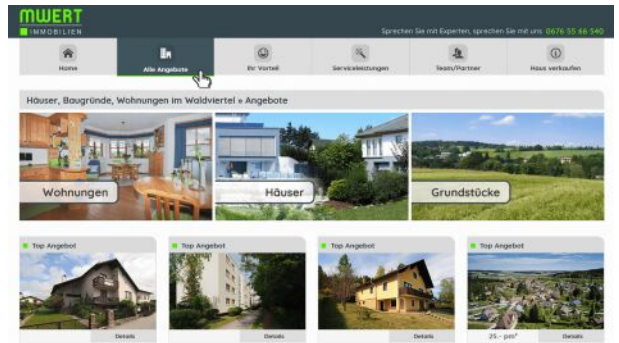 MWERT
IMMOBILIEN
Sprechen Sie mit Experten, sprechen Sie mit uns 0676 55 66 540
Home
Alle Angebote
Ihr Vorteil
Serviceleistungen
Team/Partner
Haus verkaufen
Häuser, Baugründe, Wohnungen im Waldviertel » Angebote
Wohnungen
Häuser
Grundstücke
Top Angebot
Top Angebot
Top Angebot
Top Angebot
Details
Details
Details
25.- pm²
Details